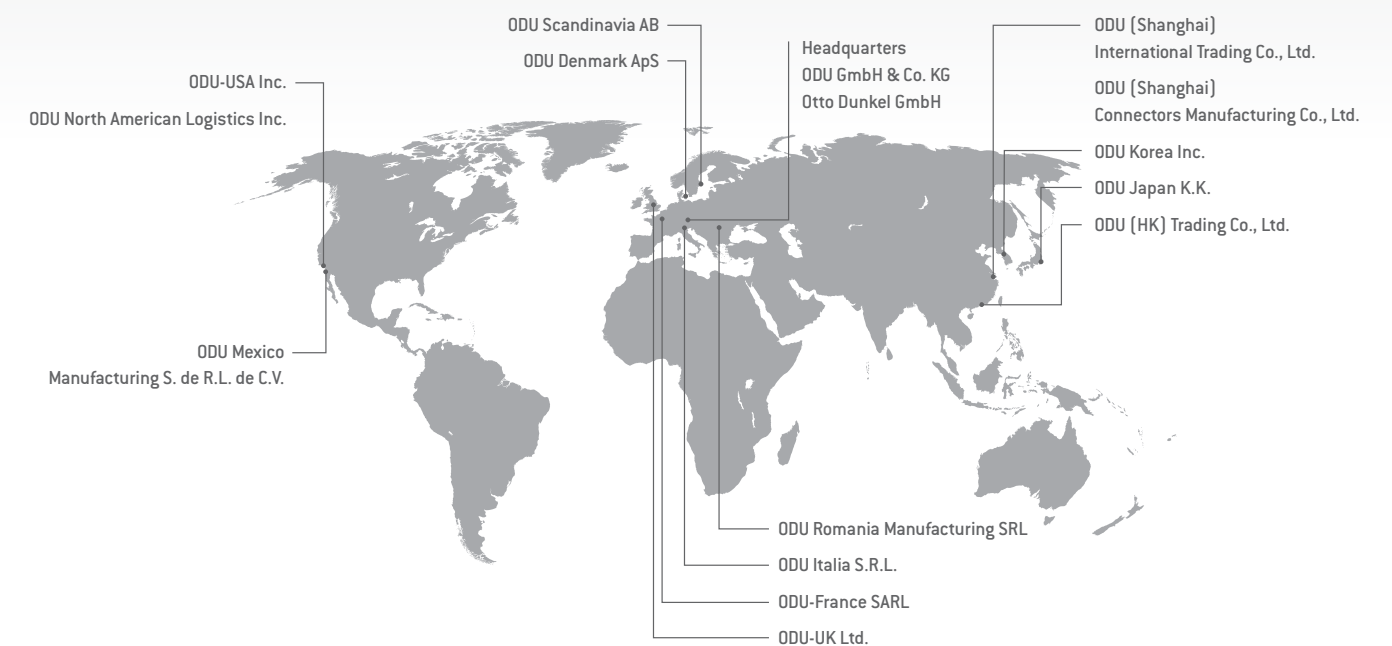 ODU Scandinavia AB
ODU Denmark ApS
ODU-USA Inc.
ODU North American Logistics Inc.
Headquarters
ODU GmbH & Co. KG
Otto Dunkel GmbH
ODU (Shanghai)
International Trading Co., Ltd.
ODU (Shanghai)
Connectors Manufacturing Co., Ltd.
ODU Korea Inc.
ODU Japan K.K.
ODU (HK) Trading Co., Ltd.
ODU Mexico
Manufacturing S. de R.L. de C.V.
ODU Romania Manufacturing SRL
ODU Italia S.R.L.
ODU-France SARL
ODU-UK Ltd.